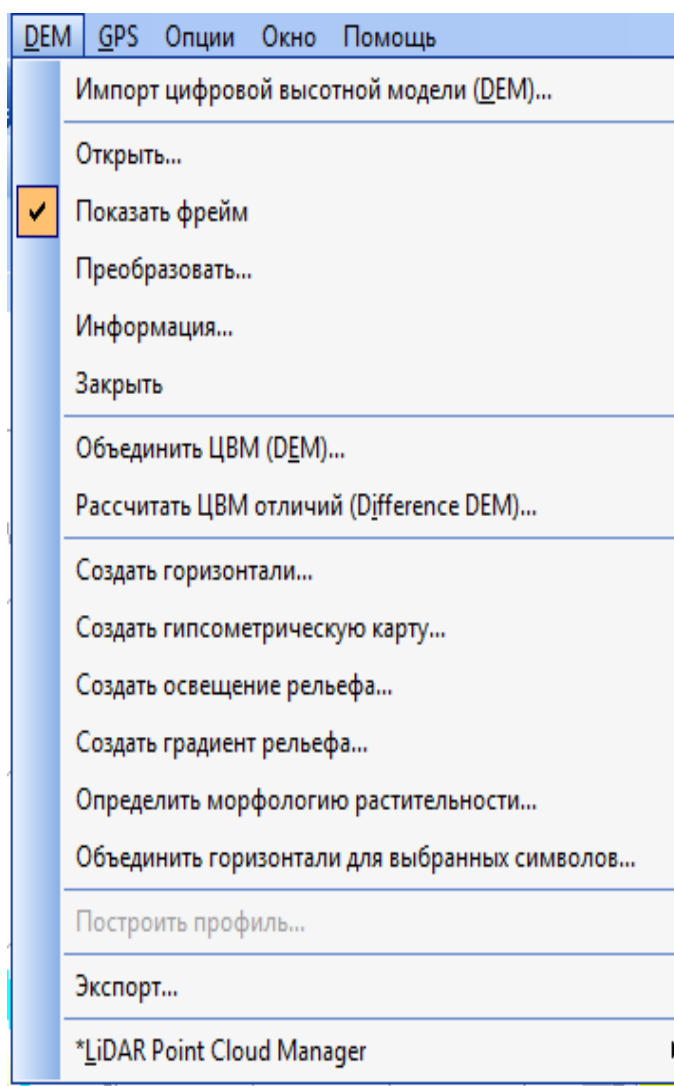 DEM GPS Опции Окно Помощь
Импорт цифровой высотной модели (DEM)...
Открыть...
Показать фрейм
Преобразовать...
Информация...
Закрыть
Объединить ЦВМ (DEM)...
Рассчитать ЦВМ отличий (Difference DEM)...
Создать горизонтали...
Создать гипсометрическую карту...
Создать освещение рельефа...
Создать градиент рельефа...
Определить морфологию растительности...
Объединить горизонтали для выбранных символов...
Построить профиль...
Экспорт...
*LiDAR Point Cloud Manager